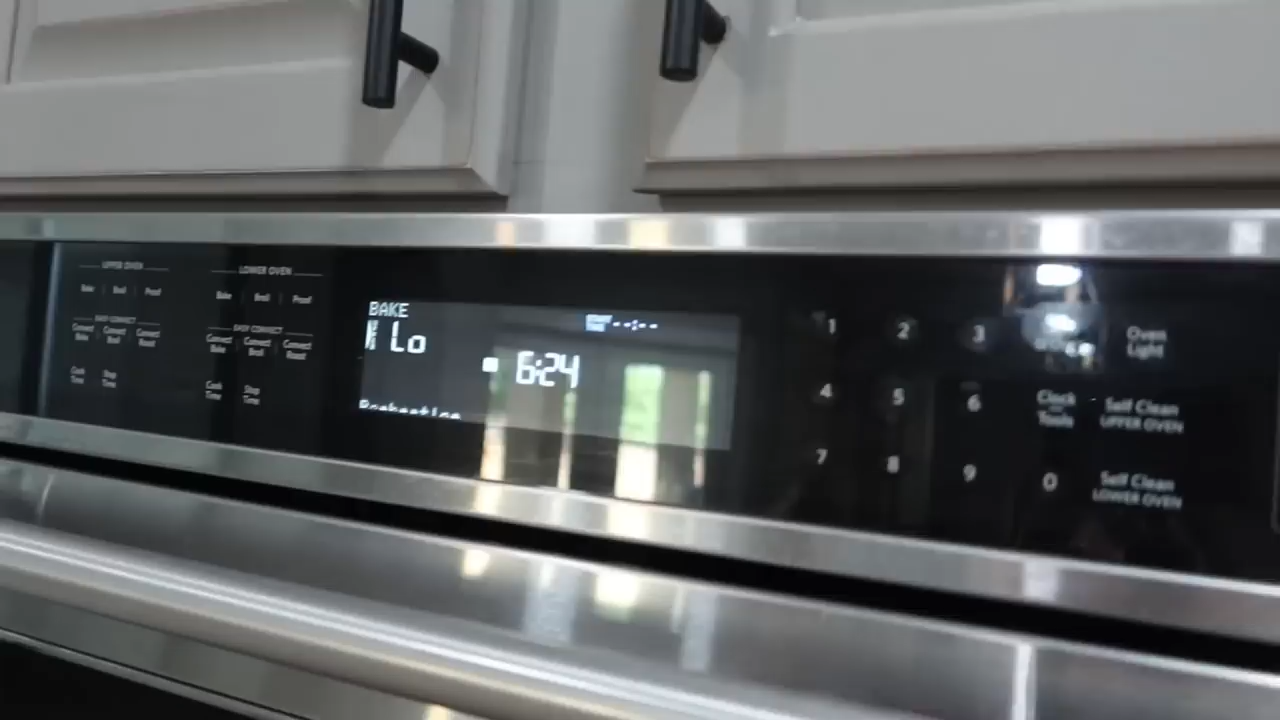 UPPER OVEN
Bake Broil Proof
EASY CONVECT
Convect Bake Convect Broil Convect Roast
Cook Time Stop Time
LOWER OVEN
Bake Broil Proof
EASY CONVECT
Convect Bake Convect Broil Convect Roast
Cook Time Stop Time
BAKE
Lo
--:--
6:24
Preheating
1 2 3
4 5 6
7 8 9
0
Clock
Tools
Oven
Light
Self Clean
UPPER OVEN
Self Clean
LOWER OVEN